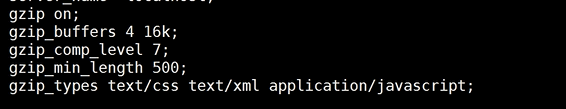 gzip on;
gzip_buffers 4 16k;
gzip_comp_level 7;
gzip_min_length 500;
gzip_types text/css text/xml application/javascript;